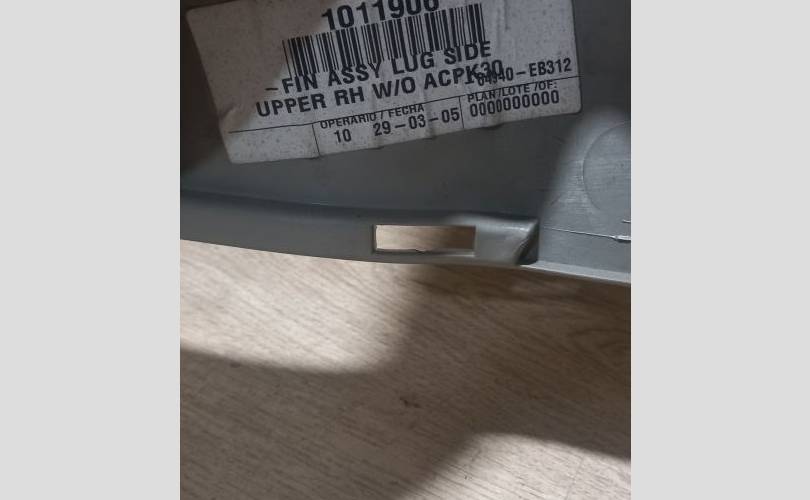 1011906
-FIN ASSY LUG SIDE
UPPER RH W/O ACPK30
84940-EB312
OPERARIO / FECHA
10 29-03-05
PLAN/LOTE /OF:
0000000000